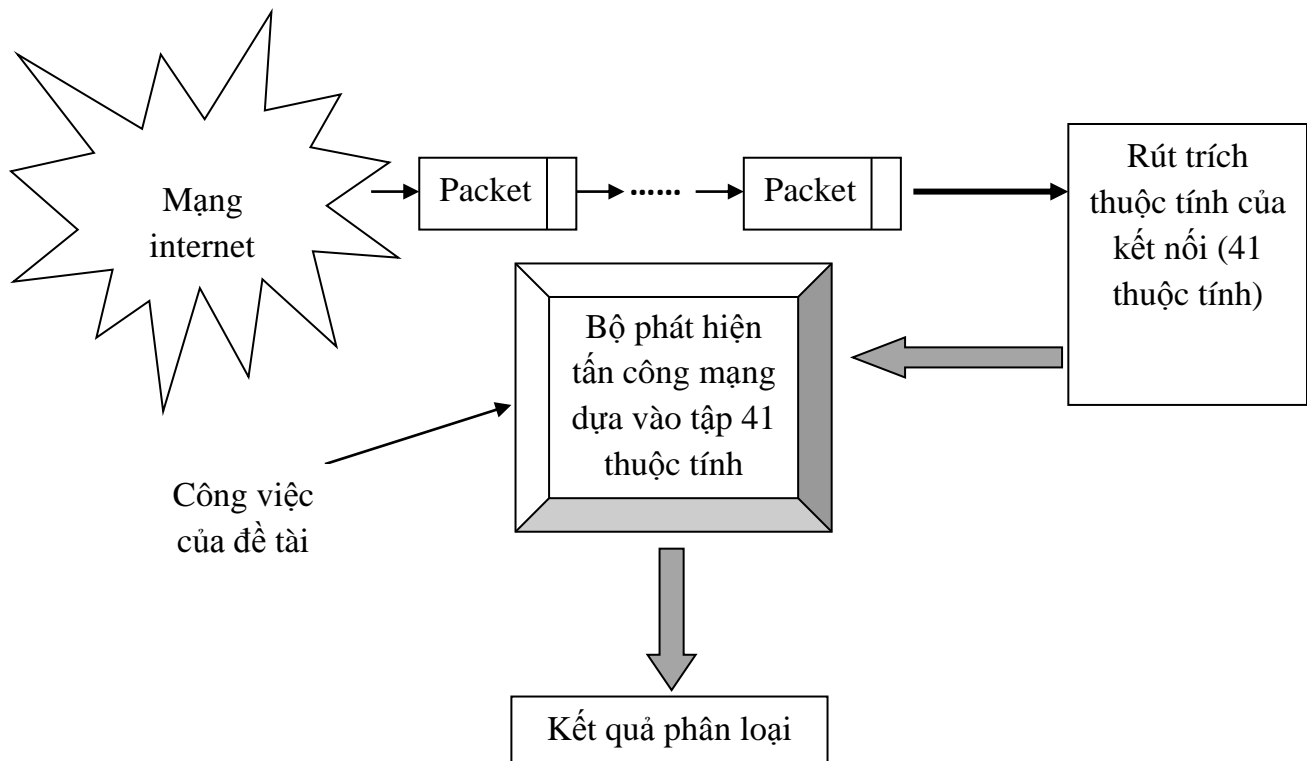 Mạng
internet
Packet
......
Packet
Rút trích
thuộc tính của
kết nối (41
thuộc tính)
Bộ phát hiện
tấn công mạng
dựa vào tập 41
thuộc tính
Công việc
của đề tài
Kết quả phân loại